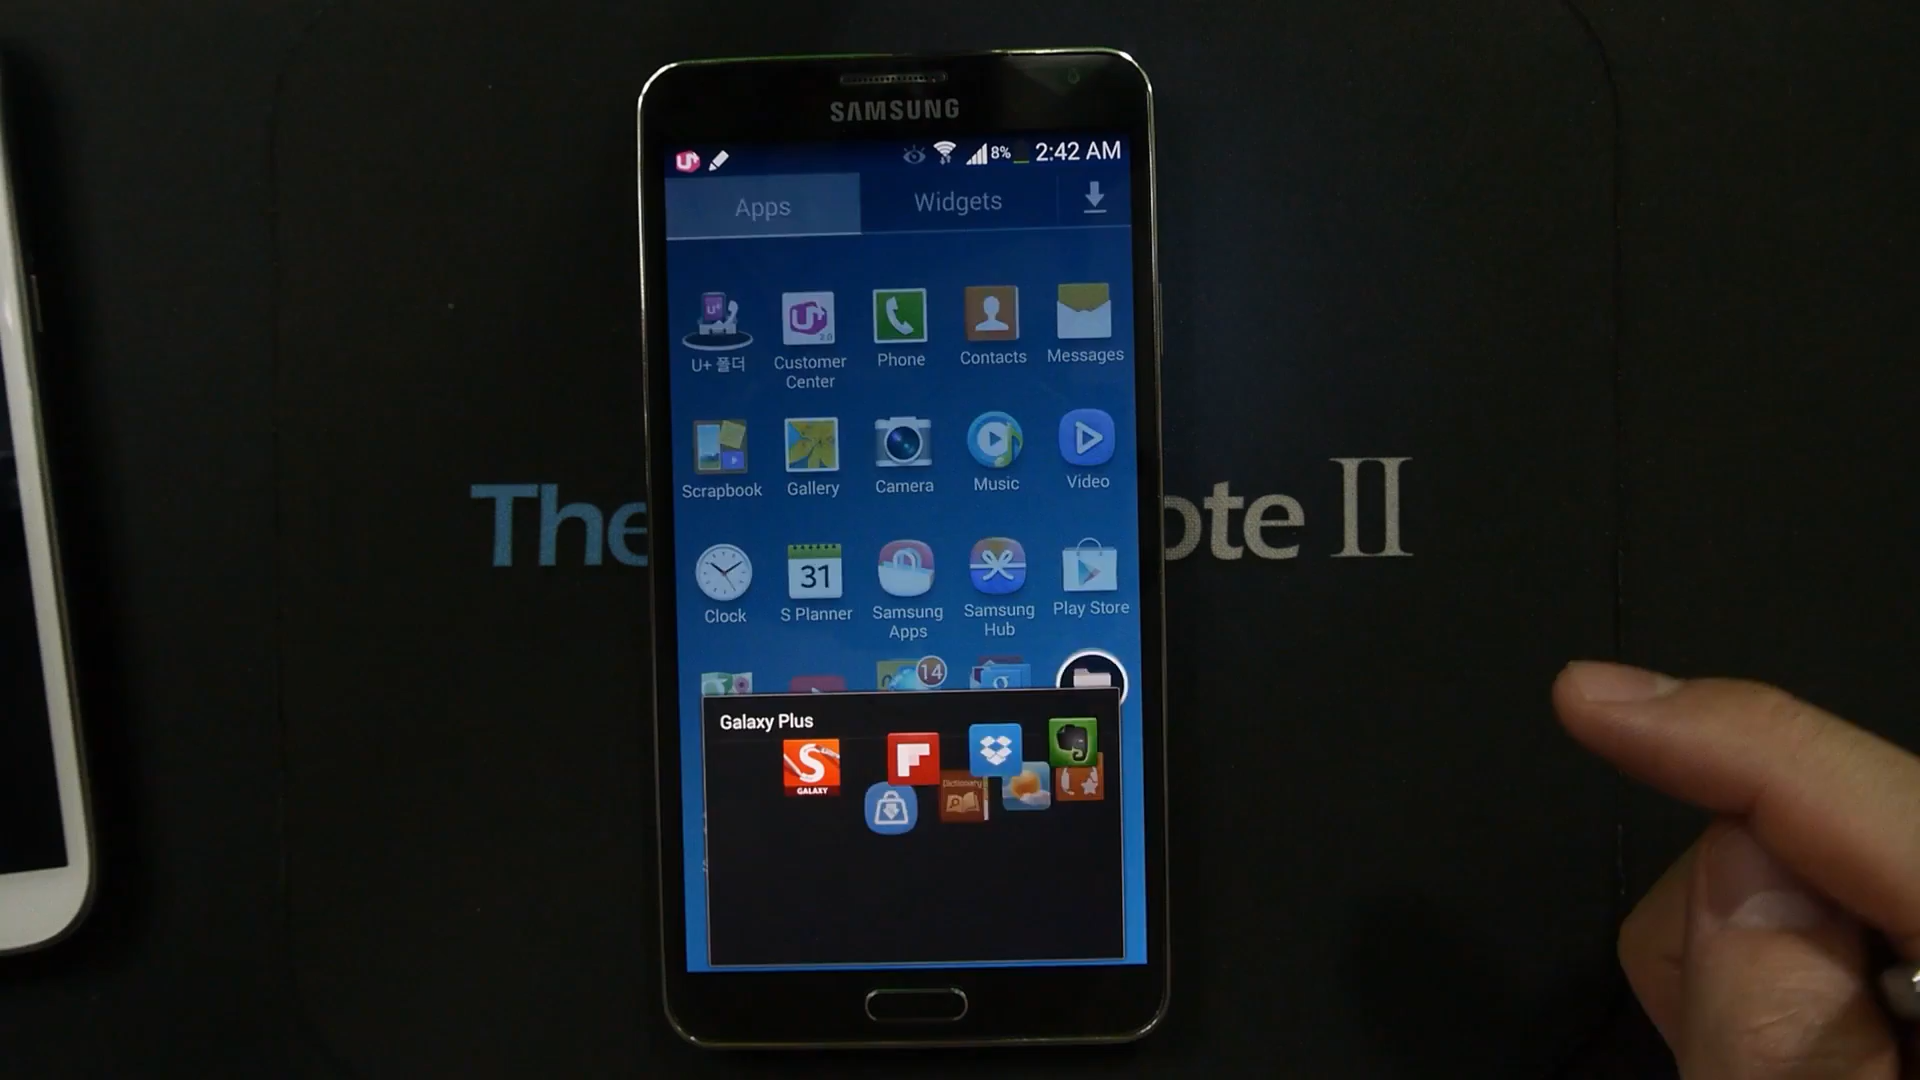 SAMSUNG
8% 2:42 AM
Apps Widgets
U+ 폴더
Customer Center
Phone
Contacts
Messages
Scrapbook
Gallery
Camera
Music
Video
The ote II
31
Clock
S Planner
Samsung Apps
Samsung Hub
Play Store
14
Galaxy Plus
S
GALAXY
Dictionary